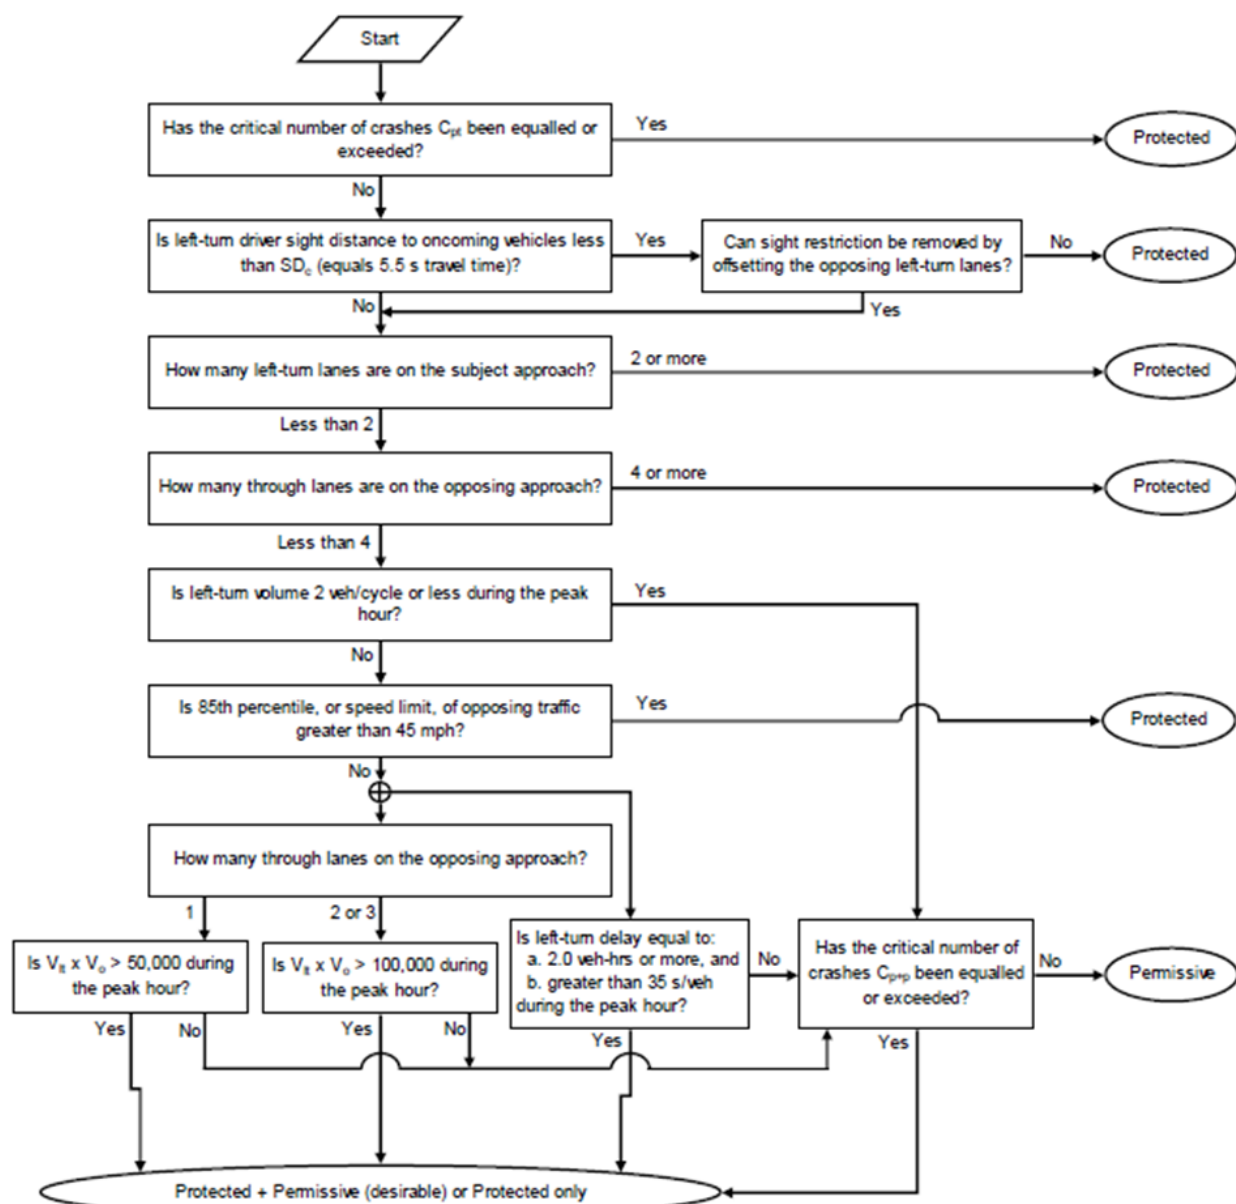 Start
Has the critical number of crashes Cpt been equalled or
exceeded?
Yes
Protected
No
Is left-turn driver sight distance to oncoming vehicles less
than SDc (equals 5.5 s travel time)?
Yes
Can sight restriction be removed by
offsetting the opposing left-turn lanes?
No
Protected
No
Yes
How many left-turn lanes are on the subject approach?
2 or more
Protected
Less than 2
How many through lanes are on the opposing approach?
4 or more
Protected
Less than 4
Is left-turn volume 2 veh/cycle or less during the peak
hour?
Yes
No
Is 85th percentile, or speed limit, of opposing traffic
greater than 45 mph?
Yes
Protected
No
How many through lanes on the opposing approach?
1
2 or 3
Is Vlt x Vo > 50,000 during
the peak hour?
Is Vlt x Vo > 100,000 during
the peak hour?
Is left-turn delay equal to:
a. 2.0 veh-hrs or more, and
b. greater than 35 s/veh
during the peak hour?
No
Has the critical number of
crashes Cp+p been equalled
or exceeded?
No
Permissive
Yes
No
Yes
No
Yes
Yes
Protected + Permissive (desirable) or Protected only